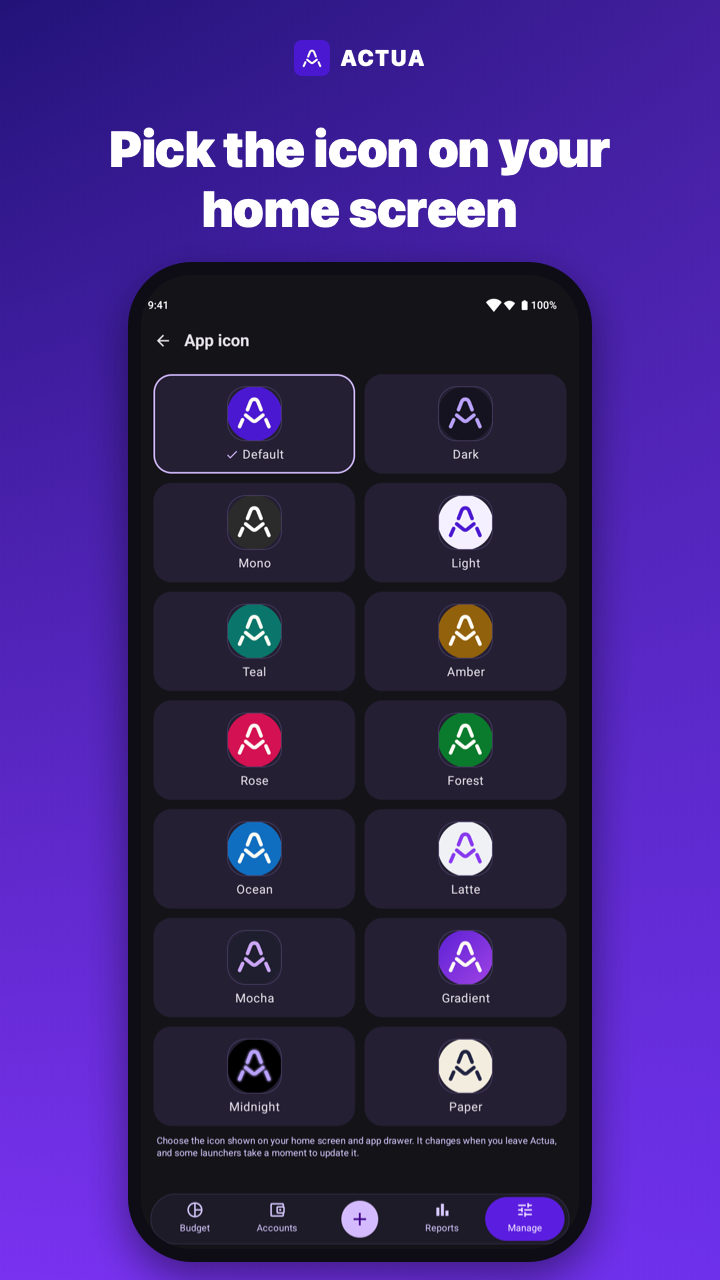 ACTUA
Pick the icon on your
home screen
9:41
100%
App icon
Default
Dark
Mono
Light
Teal
Amber
Rose
Forest
Ocean
Latte
Mocha
Gradient
Midnight
Paper
Choose the icon shown on your home screen and app drawer. It changes when you leave Actua,
and some launchers take a moment to update it.
Budget
Accounts
Reports
Manage